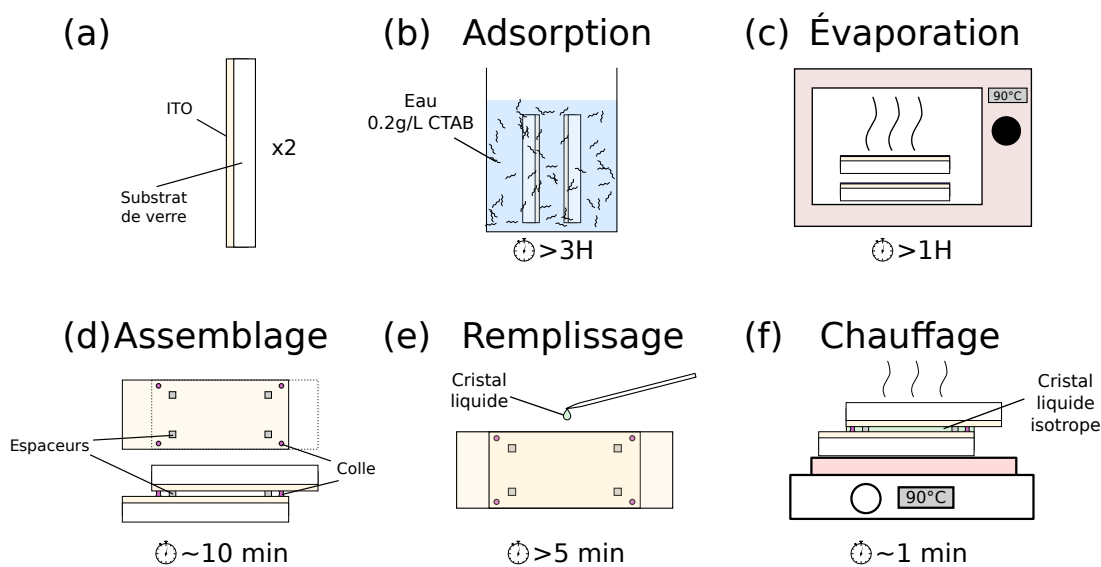 (a)
ITO
x2
Substrat
de verre
(b) Adsorption
Eau
0.2g/L CTAB
>3H
(c) Évaporation
90°C
>1H
(d) Assemblage
Espaceurs
Colle
~10 min
(e) Remplissage
Cristal
liquide
>5 min
(f) Chauffage
Cristal
liquide
isotrope
90°C
~1 min